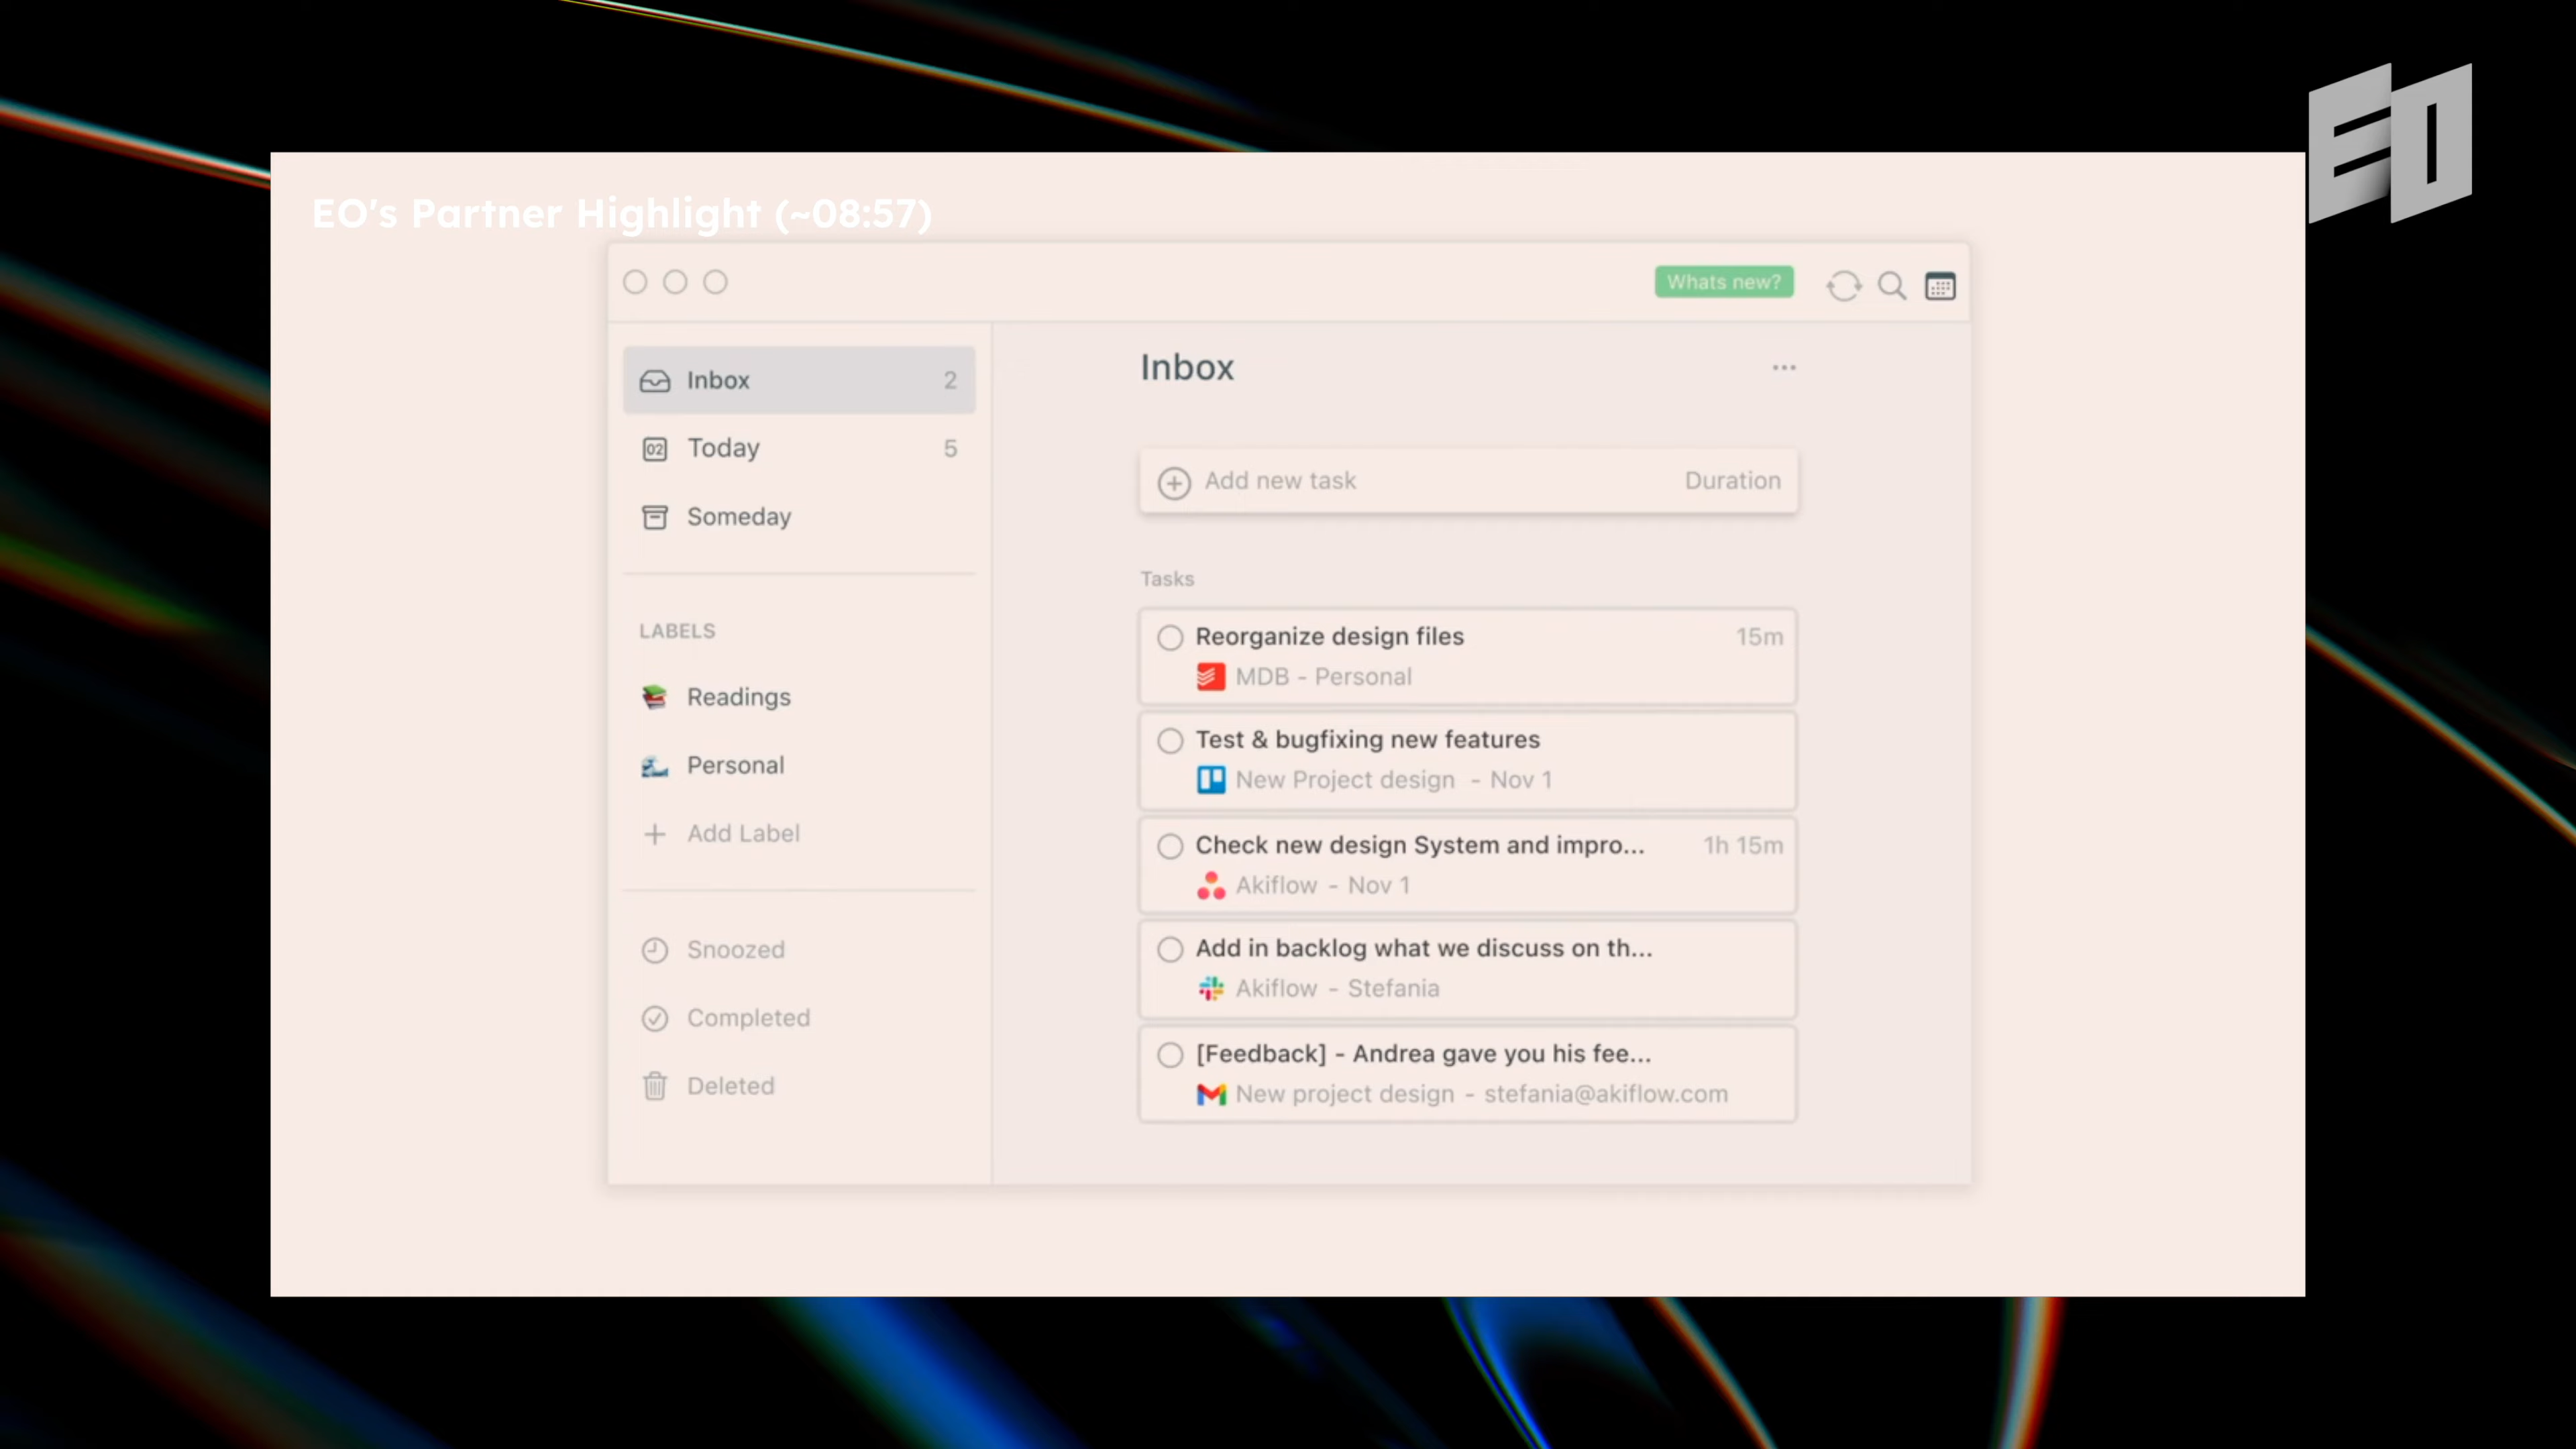 EO
EO's Partner Highlight (~08:57)
Whats new?
Inbox 2
02 Today 5
Someday
LABELS
Readings
Personal
Add Label
Snoozed
Completed
Deleted
Inbox
Add new task Duration
Tasks
Reorganize design files 15m
MDB - Personal
Test & bugfixing new features
New Project design - Nov 1
Check new design System and impro... 1h 15m
Akiflow - Nov 1
Add in backlog what we discuss on th...
Akiflow - Stefania
[Feedback] - Andrea gave you his fee...
New project design - stefania@akiflow.com